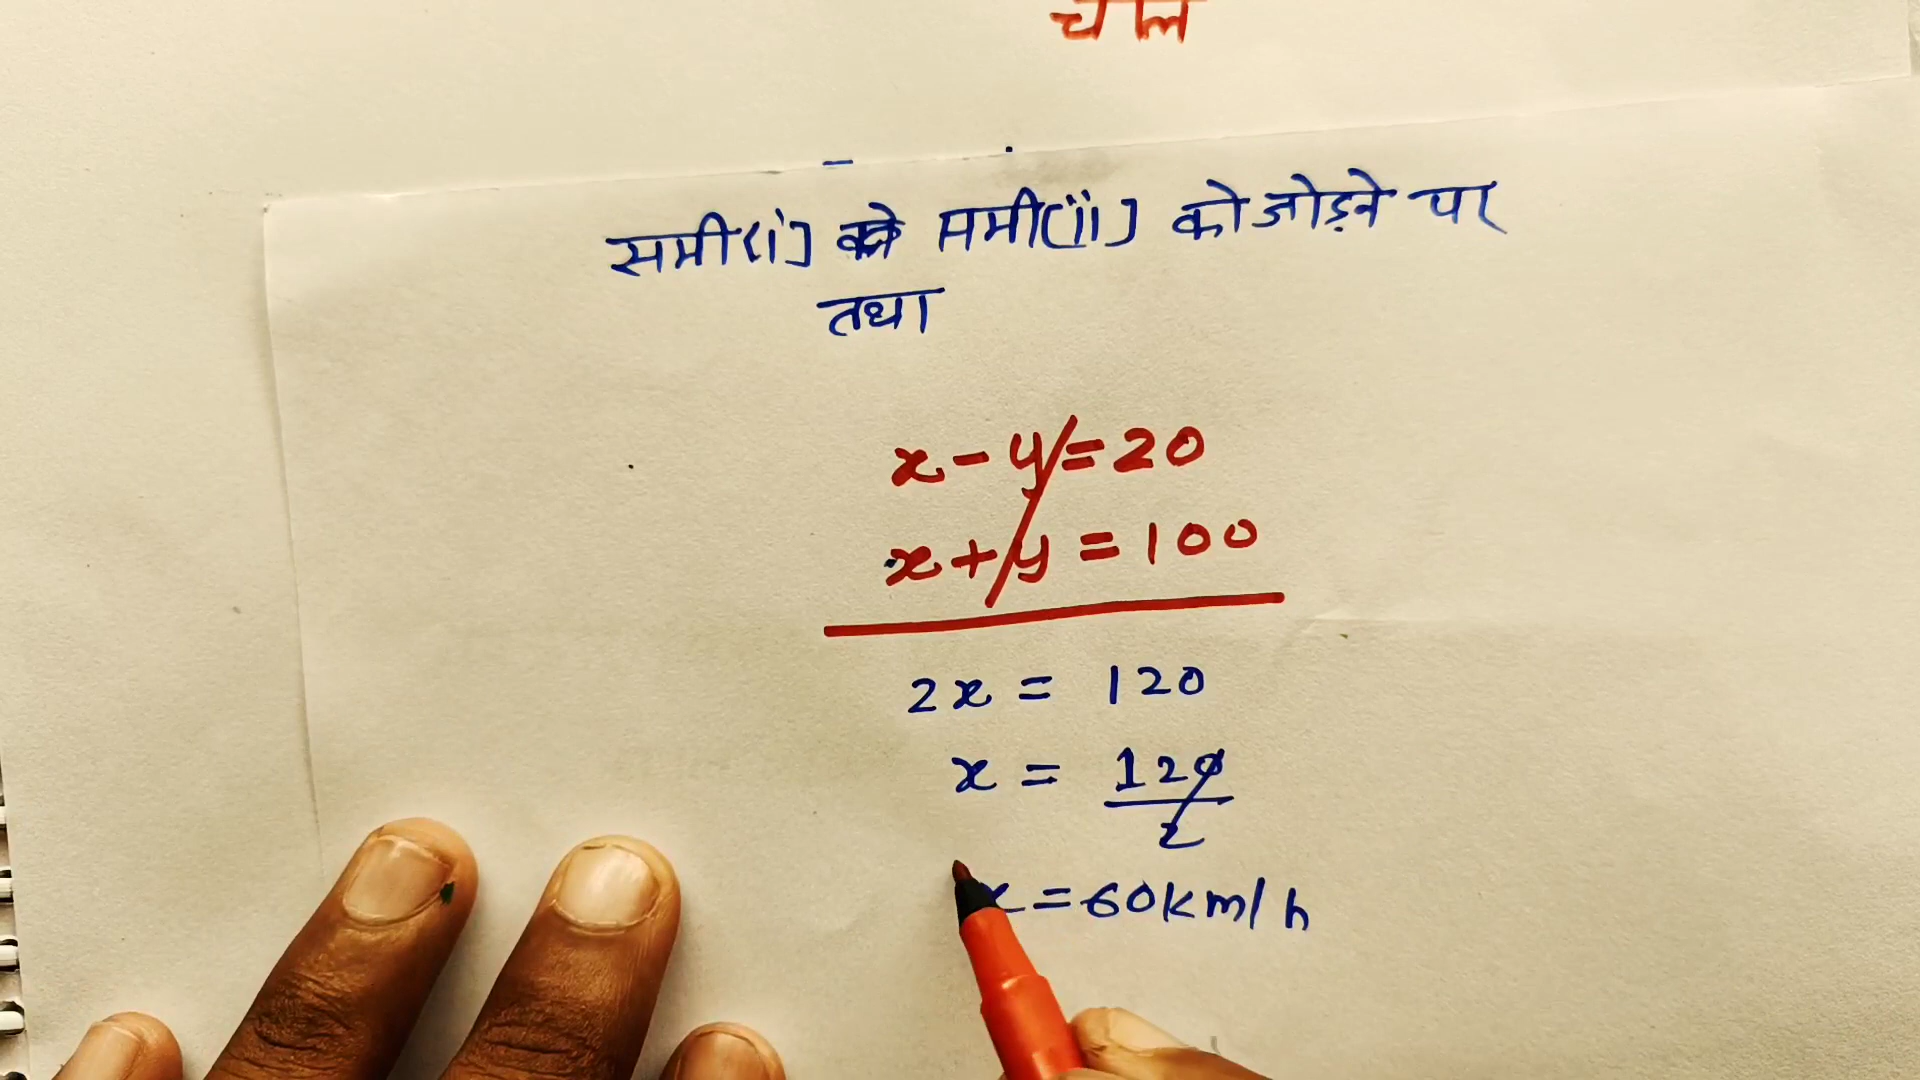 चाल
समी(i) तथा समी(ii) को जोड़ने पर
x - y = 20
x + y = 100
2x = 120
x = 120/2
x = 60km/h